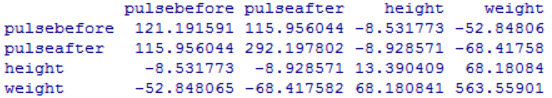 pulsebefore pulseafter height weight
pulsebefore 121.191591 115.956044 -8.531773 -52.84806
pulseafter 115.956044 292.197802 -8.928571 -68.41758
height -8.531773 -8.928571 13.390409 68.18084
weight -52.848065 -68.417582 68.180841 563.55901